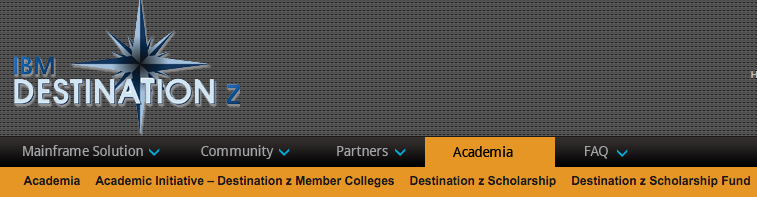 IBM
DESTINATION z
H
Mainframe Solution Community Partners Academia FAQ
Academia Academic Initiative – Destination z Member Colleges Destination z Scholarship Destination z Scholarship Fund